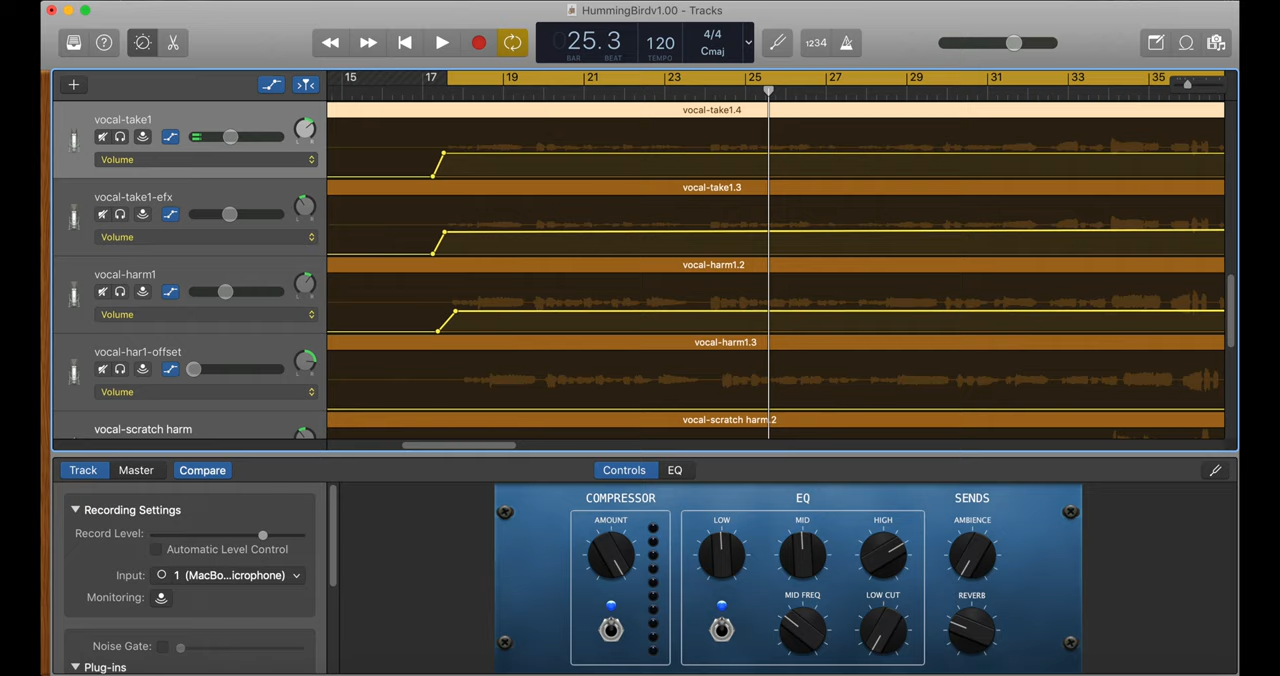 HummingBirdv1.00 - Tracks
025.3
BAR BEAT
120
TEMPO
4/4
Cmaj
1234
15 17 19 21 23 25 27 29 31 33 35
vocal-take1
L R
Volume
vocal-take1.4
vocal-take1-efx
L R
Volume
vocal-take1.3
vocal-harm1
L R
Volume
vocal-harm1.2
vocal-har1-offset
L R
Volume
vocal-harm1.3
vocal-scratch harm
vocal-scratch harm.2
Track Master Compare
Controls EQ
Recording Settings
Record Level:
Automatic Level Control
Input: 1 (MacBo...icrophone)
Monitoring:
Noise Gate:
Plug-ins
COMPRESSOR
AMOUNT
EQ
LOW MID HIGH
MID FREQ LOW CUT
SENDS
AMBIENCE
REVERB